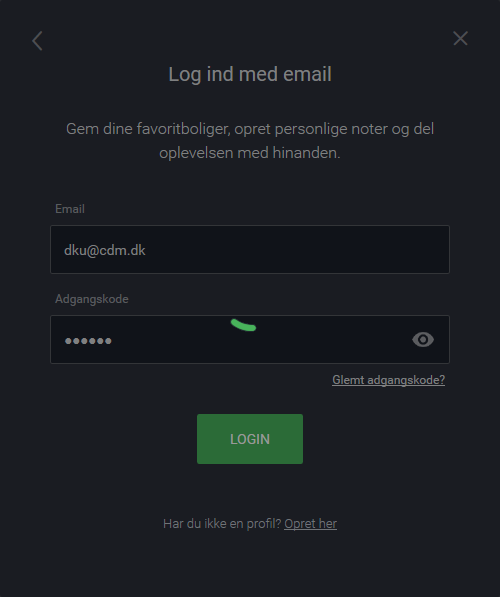 Log ind med email
Gem dine favoritboliger, opret personlige noter og del
oplevelsen med hinanden.
Email
dku@cdm.dk
Adgangskode
••••••
Glemt adgangskode?
LOGIN
Har du ikke en profil? Opret her